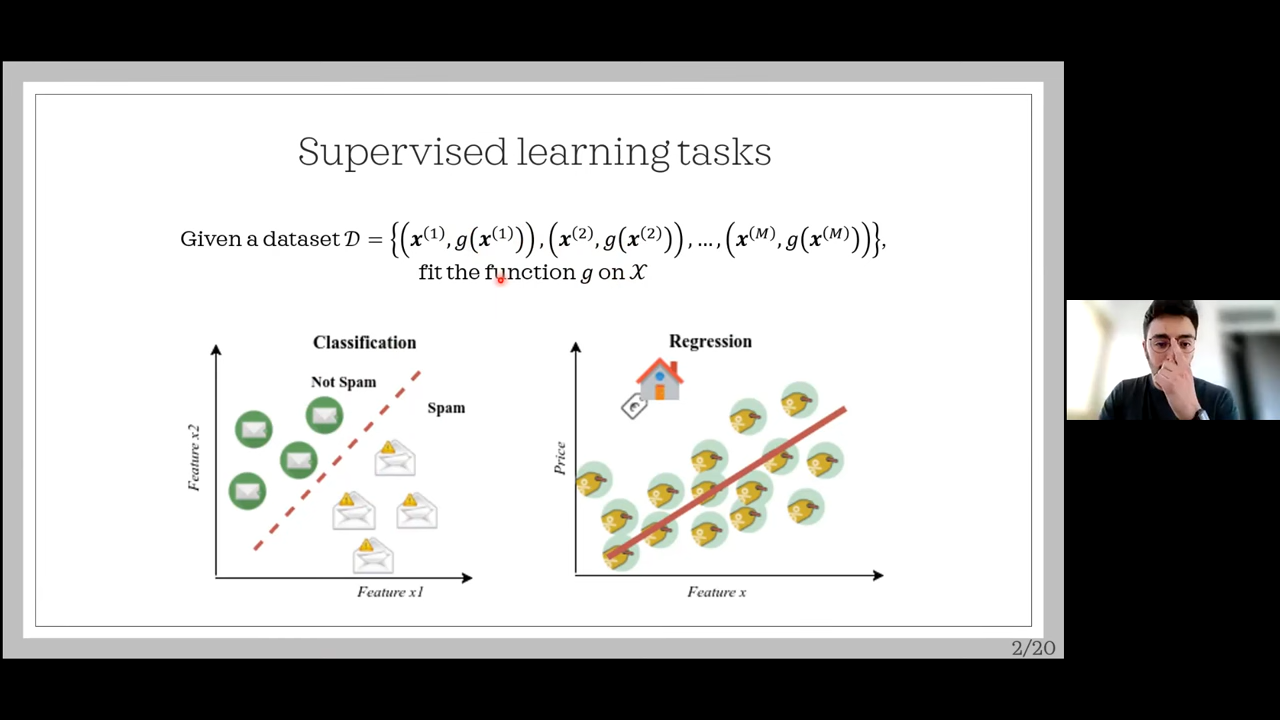 Supervised learning tasks
Given a dataset 𝒟 = {(𝒙⁽¹⁾, g(𝒙⁽¹⁾)), (𝒙⁽²⁾, g(𝒙⁽²⁾)), … , (𝒙⁽ᴹ⁾, g(𝒙⁽ᴹ⁾))},
fit the function g on 𝒳
Classification
Not Spam
Spam
Feature x2
Feature x1
Regression
€
Price
Feature x
2/20